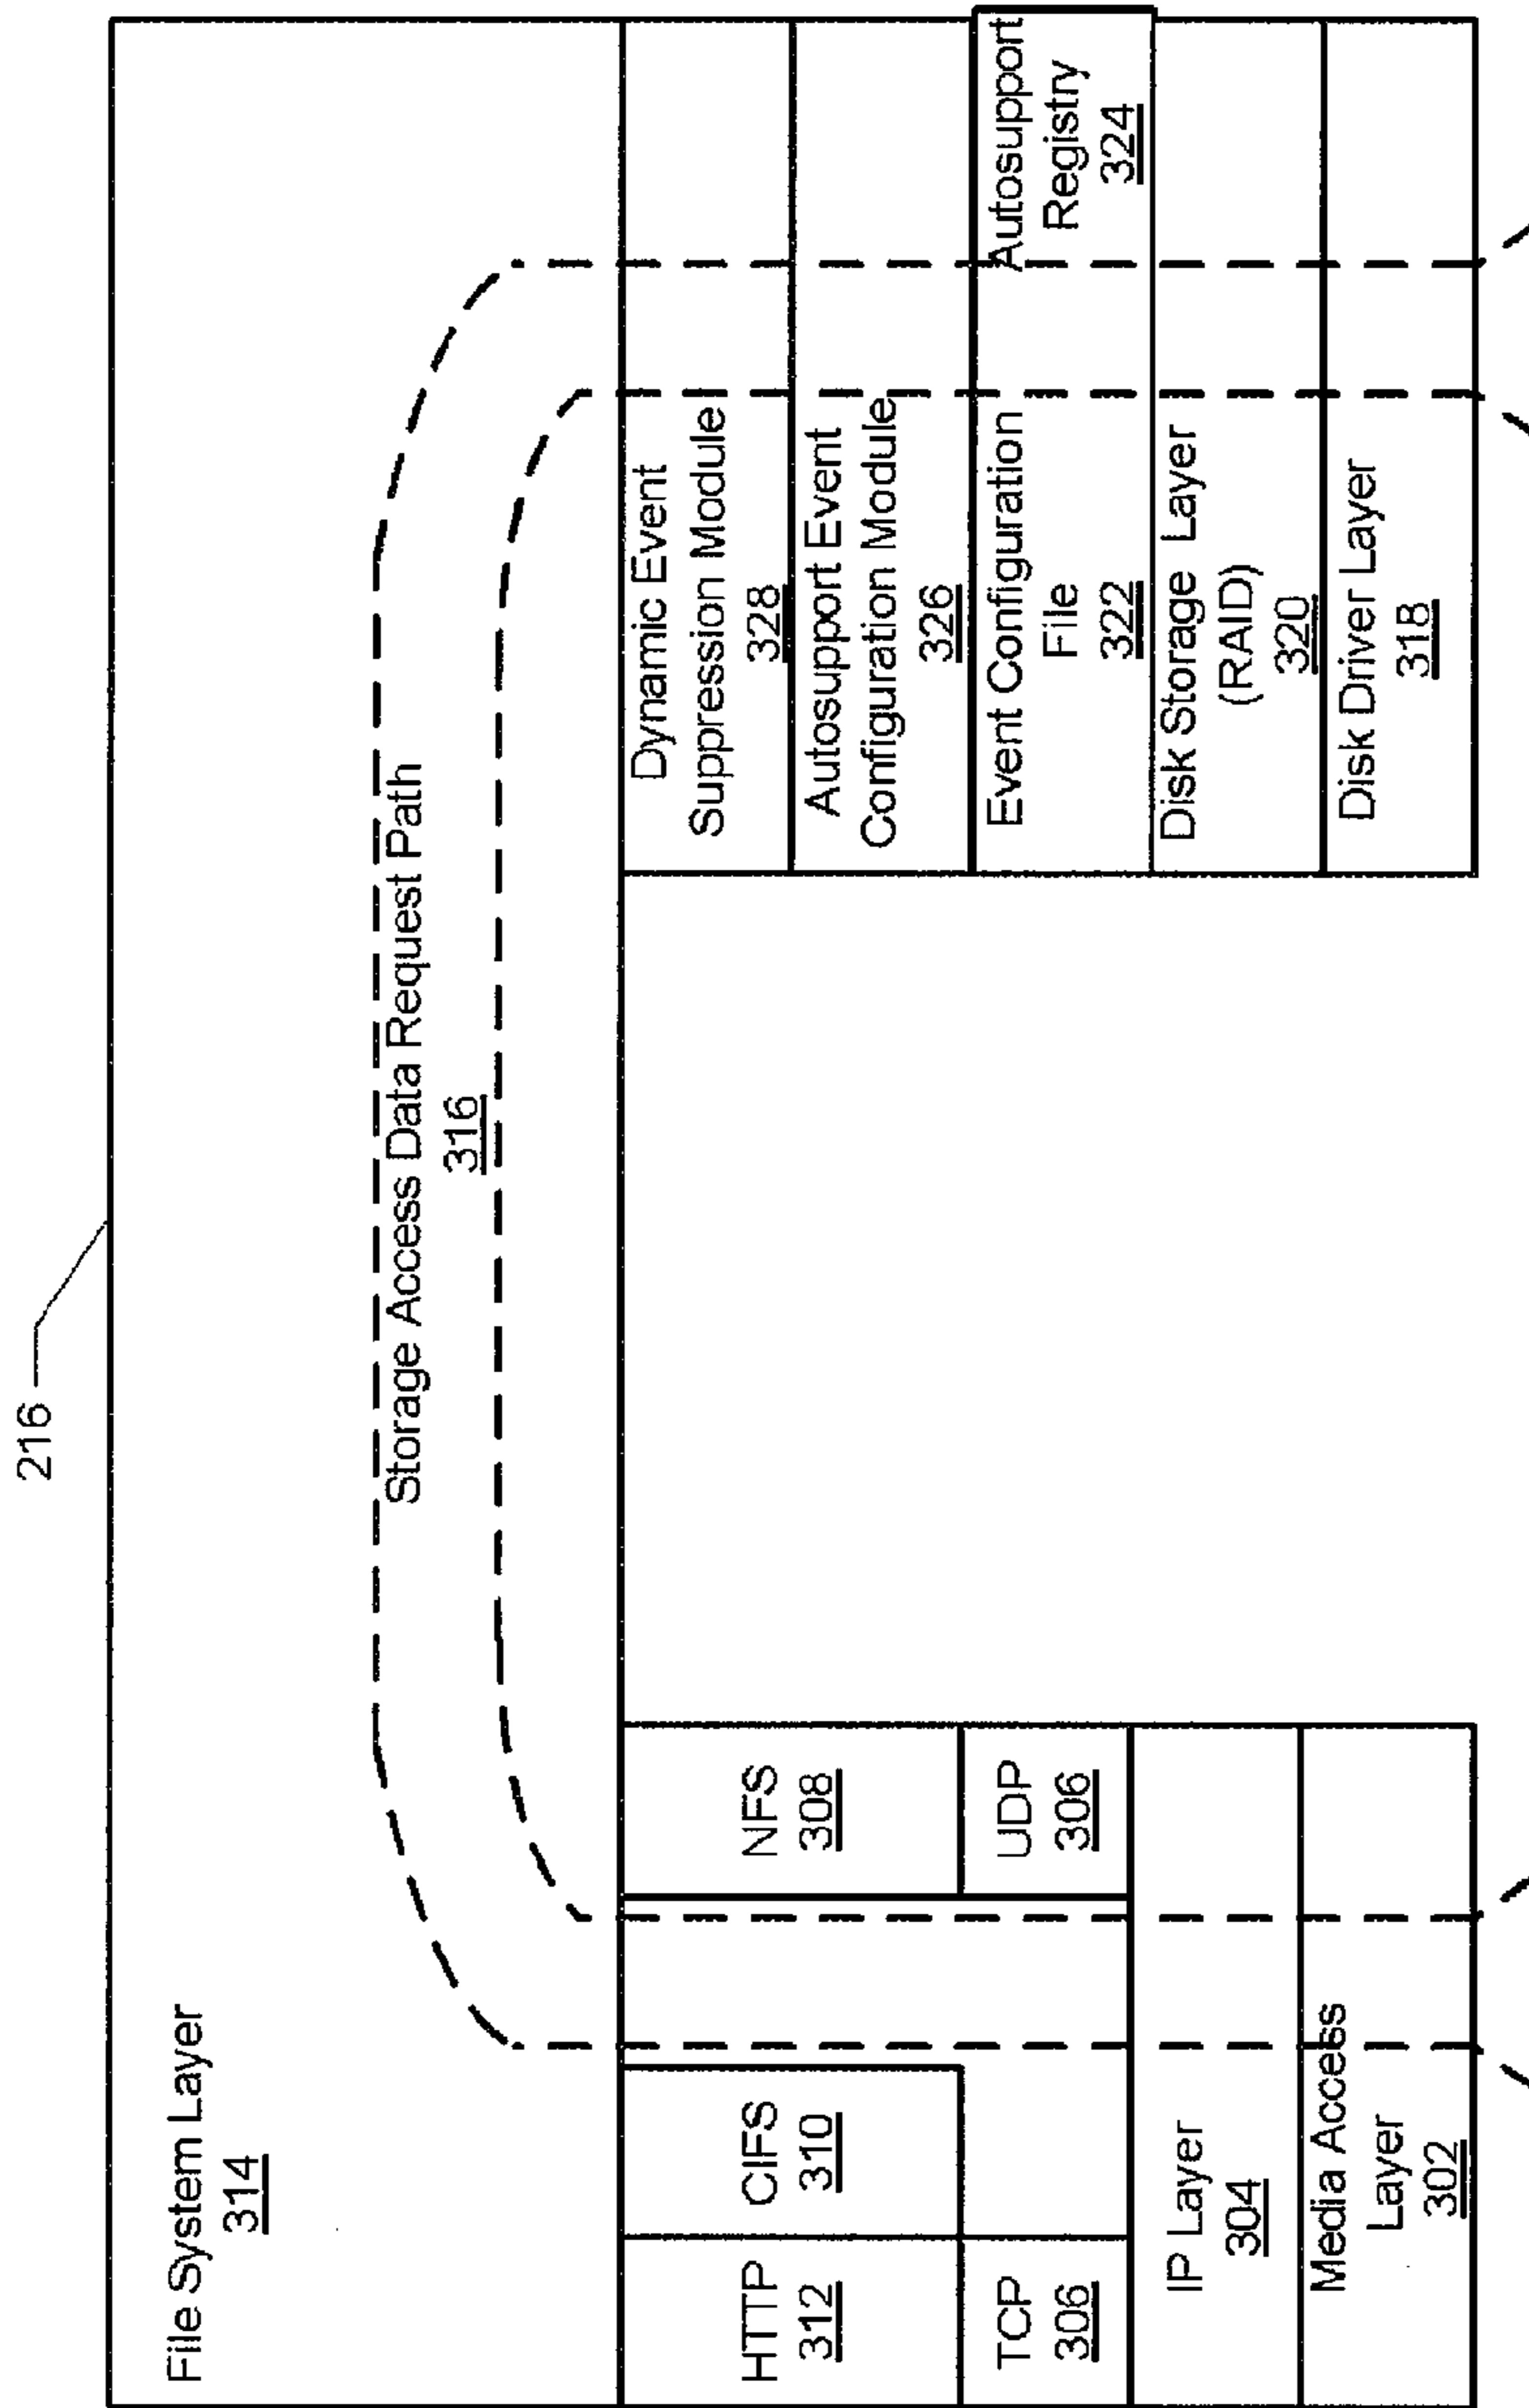 216
File System Layer
314
Storage Access Data Request Path
316
HTTP
312
CIFS
310
NFS
308
TCP
306
UDP
306
IP Layer
304
Media Access
Layer
302
Dynamic Event
Suppression Module
328
Autosupport Event
Configuration Module
326
Event Configuration
File
322
Autosupport
Registry
324
Disk Storage Layer
(RAID)
320
Disk Driver Layer
318